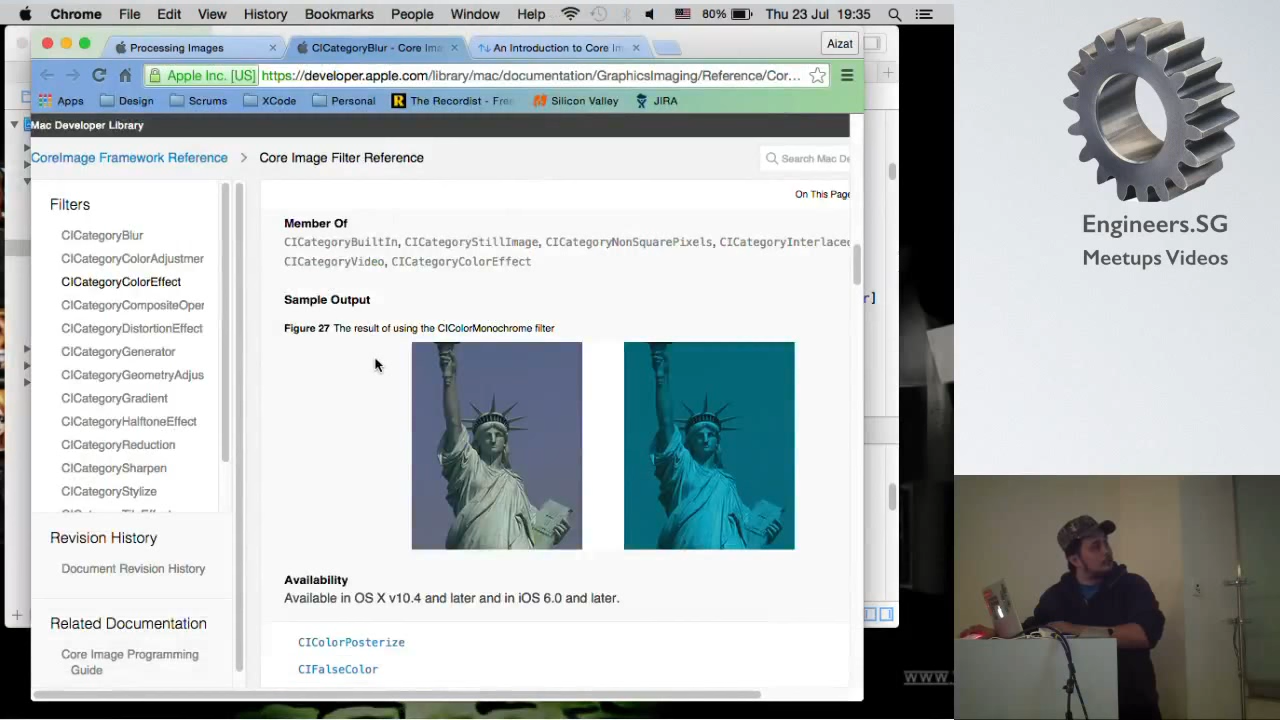 Chrome File Edit View History Bookmarks People Window Help 80% Thu 23 Jul 19:35
Processing Images
CICategoryBlur - Core Ima
An Introduction to Core Im
Aizat
Apple Inc. [US] https://developer.apple.com/library/mac/documentation/GraphicsImaging/Reference/Cor...
Apps Design Scrums XCode Personal The Recordist - Fre Silicon Valley JIRA
Mac Developer Library
CoreImage Framework Reference Core Image Filter Reference Search Mac De
On This Page
Filters
CICategoryBlur
CICategoryColorAdjustmer
CICategoryColorEffect
CICategoryCompositeOper
CICategoryDistortionEffect
CICategoryGenerator
CICategoryGeometryAdjus
CICategoryGradient
CICategoryHalftoneEffect
CICategoryReduction
CICategorySharpen
CICategoryStylize
Revision History
Document Revision History
Related Documentation
Core Image Programming
Guide
Member Of
CICategoryBuiltIn, CICategoryStillImage, CICategoryNonSquarePixels, CICategoryInterlaced
CICategoryVideo, CICategoryColorEffect
Sample Output
Figure 27 The result of using the CIColorMonochrome filter
Availability
Available in OS X v10.4 and later and in iOS 6.0 and later.
CIColorPosterize
CIFalseColor
Engineers.SG
Meetups Videos